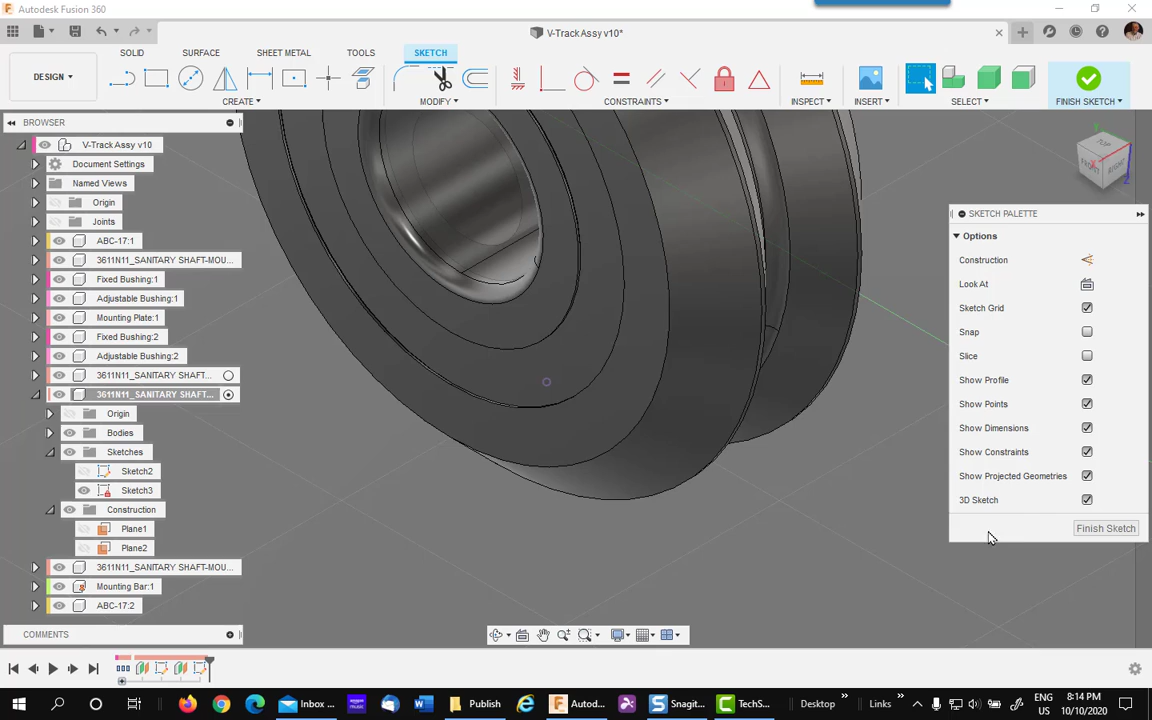 Autodesk Fusion 360
V-Track Assy v10*
SOLID
SURFACE
SHEET METAL
TOOLS
SKETCH
DESIGN
CREATE
MODIFY
CONSTRAINTS
INSPECT
INSERT
SELECT
FINISH SKETCH
BROWSER
V-Track Assy v10
Document Settings
Named Views
Origin
Joints
ABC-17:1
3611N11_SANITARY SHAFT-MOU...
Fixed Bushing:1
Adjustable Bushing:1
Mounting Plate:1
Fixed Bushing:2
Adjustable Bushing:2
3611N11_SANITARY SHAFT...
3611N11_SANITARY SHAFT...
Origin
Bodies
Sketches
Sketch2
Sketch3
Construction
Plane1
Plane2
3611N11_SANITARY SHAFT-MOU...
Mounting Bar:1
ABC-17:2
COMMENTS
TOP
FRONT
RIGHT
Y
X
Z
SKETCH PALETTE
Options
Construction
Look At
Sketch Grid
Snap
Slice
Show Profile
Show Points
Show Dimensions
Show Constraints
Show Projected Geometries
3D Sketch
Finish Sketch
Inbox ...
Publish
Autod...
Snagit...
TechS...
Desktop
Links
ENG
US
8:14 PM
10/10/2020